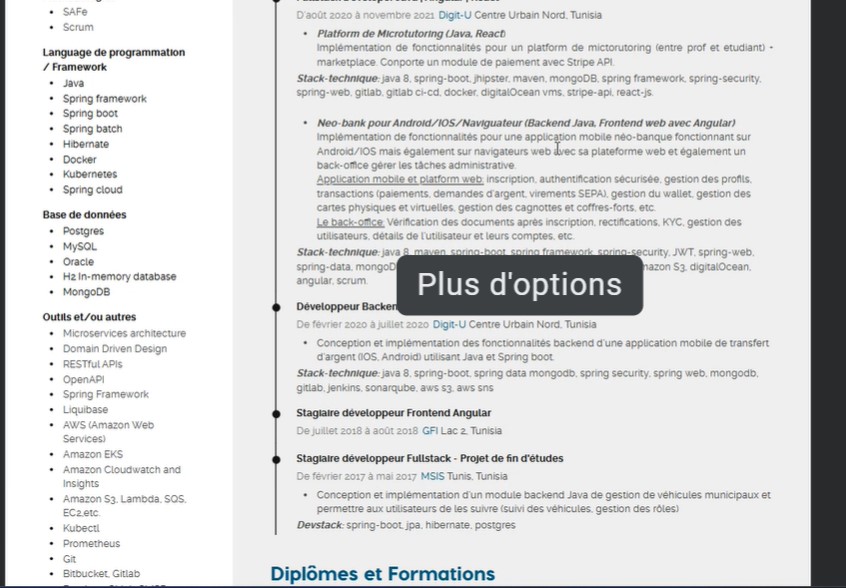 SAFe
Scrum
Language de programmation
/ Framework
Java
Spring framework
Spring boot
Spring batch
Hibernate
Docker
Kubernetes
Spring cloud
Base de données
Postgres
MySQL
Oracle
H2 In-memory database
MongoDB
Outils et/ou autres
Microservices architecture
Domain Driven Design
RESTful APIs
OpenAPI
Spring Framework
Liquibase
AWS (Amazon Web
Services)
Amazon EKS
Amazon Cloudwatch and
Insights
Amazon S3, Lambda, SQS,
EC2,etc.
Kubectl
Prometheus
Git
Bitbucket, Gitlab
D'août 2020 à novembre 2021 Digit-U Centre Urbain Nord, Tunisia
Platform de Microtutoring (Java, React)
Implémentation de fonctionnalités pour un platform de mictorutoring (entre prof et etudiant) +
marketplace. Conporte un module de paiement avec Stripe API.
Stack-technique: java 8, spring-boot, jhipster, maven, mongoDB, spring framework, spring-security,
spring-web, gitlab, gitlab ci-cd, docker, digitalOcean vms, stripe-api, react-js.
Neo-bank pour Android/IOS/Naviguateur (Backend Java, Frontend web avec Angular)
Implémentation de fonctionnalités pour une application mobile néo-banque fonctionnant sur
Android/IOS mais également sur navigateurs web avec sa plateforme web et également un
back-office gérer les tâches administrative.
Application mobile et platform web: inscription, authentification sécurisée, gestion des profils,
transactions (paiements, demandes d'argent, virements SEPA), gestion du wallet, gestion des
cartes physiques et virtuelles, gestion des cagnottes et coffres-forts, etc.
Le back-office: Vérification des documents après inscription, rectifications, KYC, gestion des
utilisateurs, détails de l'utilisateur et leurs comptes, etc.
Stack-technique: java 8, maven, spring-boot, spring framework, spring-security, JWT, spring-web,
spring-data, mongoD
S3, digitalOcean,
angular, scrum.
Plus d'options
Développeur Backen
De février 2020 à juillet 2020 Digit-U Centre Urbain Nord, Tunisia
Conception et implémentation des fonctionnalités backend d'une application mobile de transfert
d'argent (IOS, Android) utilisant Java et Spring boot.
Stack-technique: java 8, spring-boot, spring data mongodb, spring security, spring web, mongodb,
gitlab, jenkins, sonarqube, aws s3, aws sns
Stagiaire développeur Frontend Angular
De juillet 2018 à août 2018 GFI Lac 2, Tunisia
Stagiaire développeur Fullstack - Projet de fin d'études
De février 2017 à mai 2017 MSIS Tunis, Tunisia
Conception et implémentation d'un module backend Java de gestion de véhicules municipaux et
permettre aux utilisateurs de les suivre (suivi des véhicules, gestion des rôles)
Devstack: spring-boot, jpa, hibernate, postgres
Diplômes et Formations